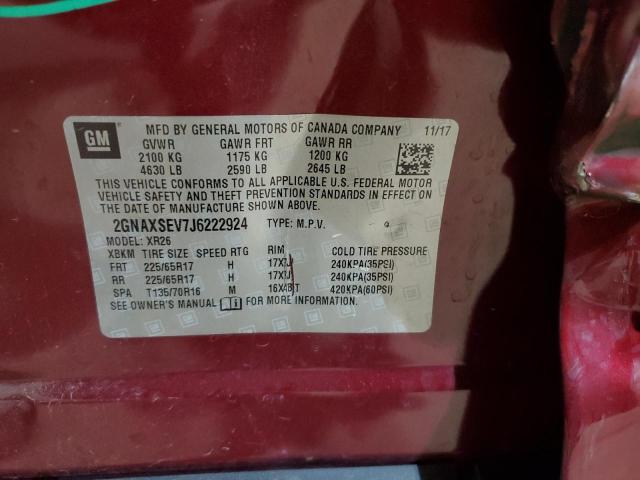 GM
MFD BY GENERAL MOTORS OF CANADA COMPANY 11/17
GVWR GAWR FRT GAWR RR
2100 KG 1175 KG 1200 KG
4630 LB 2590 LB 2645 LB
THIS VEHICLE CONFORMS TO ALL APPLICABLE U.S. FEDERAL MOTOR
VEHICLE SAFETY AND THEFT PREVENTION STANDARDS IN EFFECT ON
THE DATE OF MANUFACTURE SHOWN ABOVE.
2GNAXSEV7J6222924 TYPE: M.P.V.
MODEL: XR26
XBKM TIRE SIZE SPEED RTG RIM COLD TIRE PRESSURE
FRT 225/65R17 H 17X7J 240KPA(35PSI)
RR 225/65R17 H 17X7J 240KPA(35PSI)
SPA T135/70R16 M 16X4BT 420KPA(60PSI)
SEE OWNER'S MANUAL FOR MORE INFORMATION.